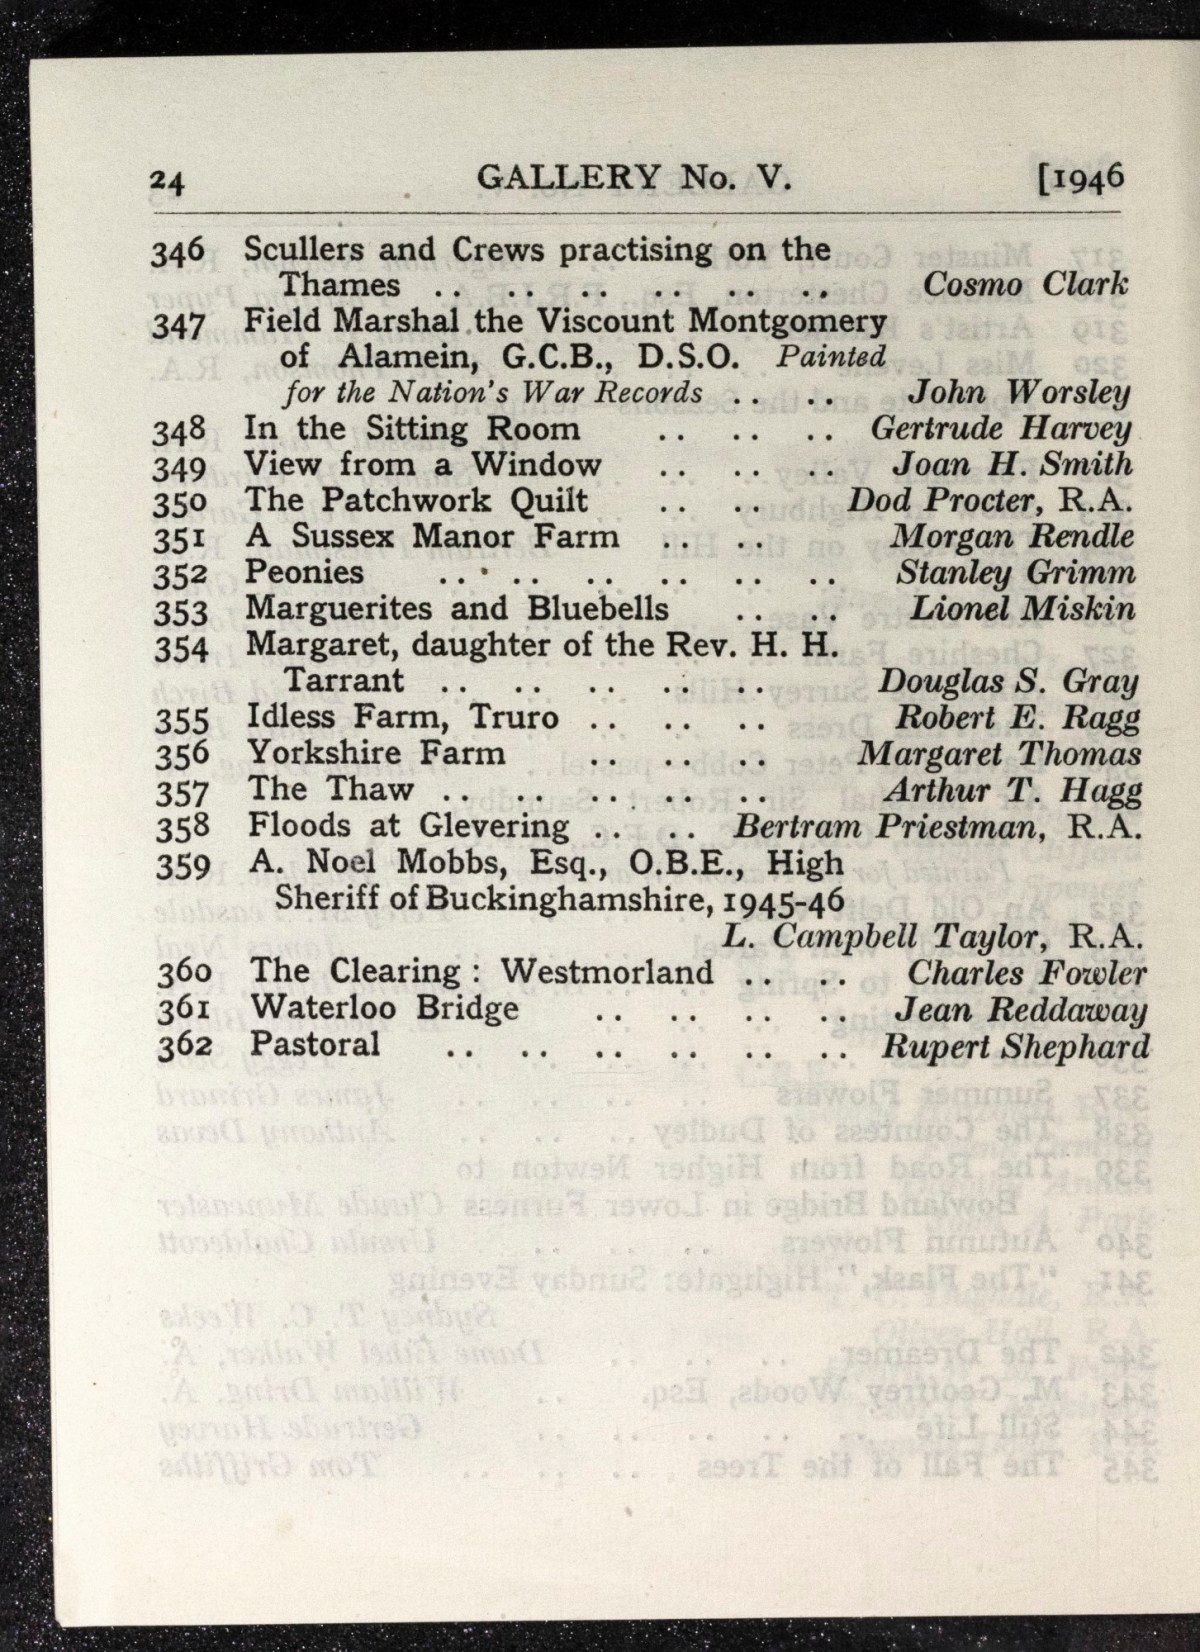 24 GALLERY No. V. [1946
346 Scullers and Crews practising on the
Thames .. .. .. .. .. .. Cosmo Clark
347 Field Marshal the Viscount Montgomery
of Alamein, G.C.B., D.S.O. Painted
for the Nation's War Records .. .. John Worsley
348 In the Sitting Room .. .. .. Gertrude Harvey
349 View from a Window .. .. .. Joan H. Smith
350 The Patchwork Quilt .. .. Dod Procter, R.A.
351 A Sussex Manor Farm .. .. Morgan Rendle
352 Peonies .. .. .. .. .. .. Stanley Grimm
353 Marguerites and Bluebells .. .. Lionel Miskin
354 Margaret, daughter of the Rev. H. H.
Tarrant .. .. .. .. .. Douglas S. Gray
355 Idless Farm, Truro .. .. .. Robert E. Ragg
356 Yorkshire Farm .. .. .. Margaret Thomas
357 The Thaw .. .. .. .. .. Arthur T. Hagg
358 Floods at Glevering .. .. Bertram Priestman, R.A.
359 A. Noel Mobbs, Esq., O.B.E., High
Sheriff of Buckinghamshire, 1945-46
L. Campbell Taylor, R.A.
360 The Clearing : Westmorland .. .. Charles Fowler
361 Waterloo Bridge .. .. .. .. Jean Reddaway
362 Pastoral .. .. .. .. .. .. Rupert Shephard